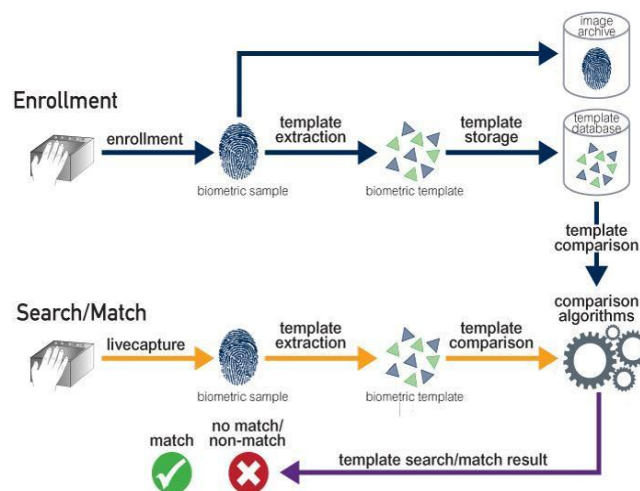 image
archive
Enrollment
enrollment
template
extraction
template
storage
template
database
biometric sample
biometric template
template
comparison
comparison
algorithms
Search/Match
livecapture
template
extraction
template
comparison
biometric sample
biometric template
match
no match/
non-match
template search/match result